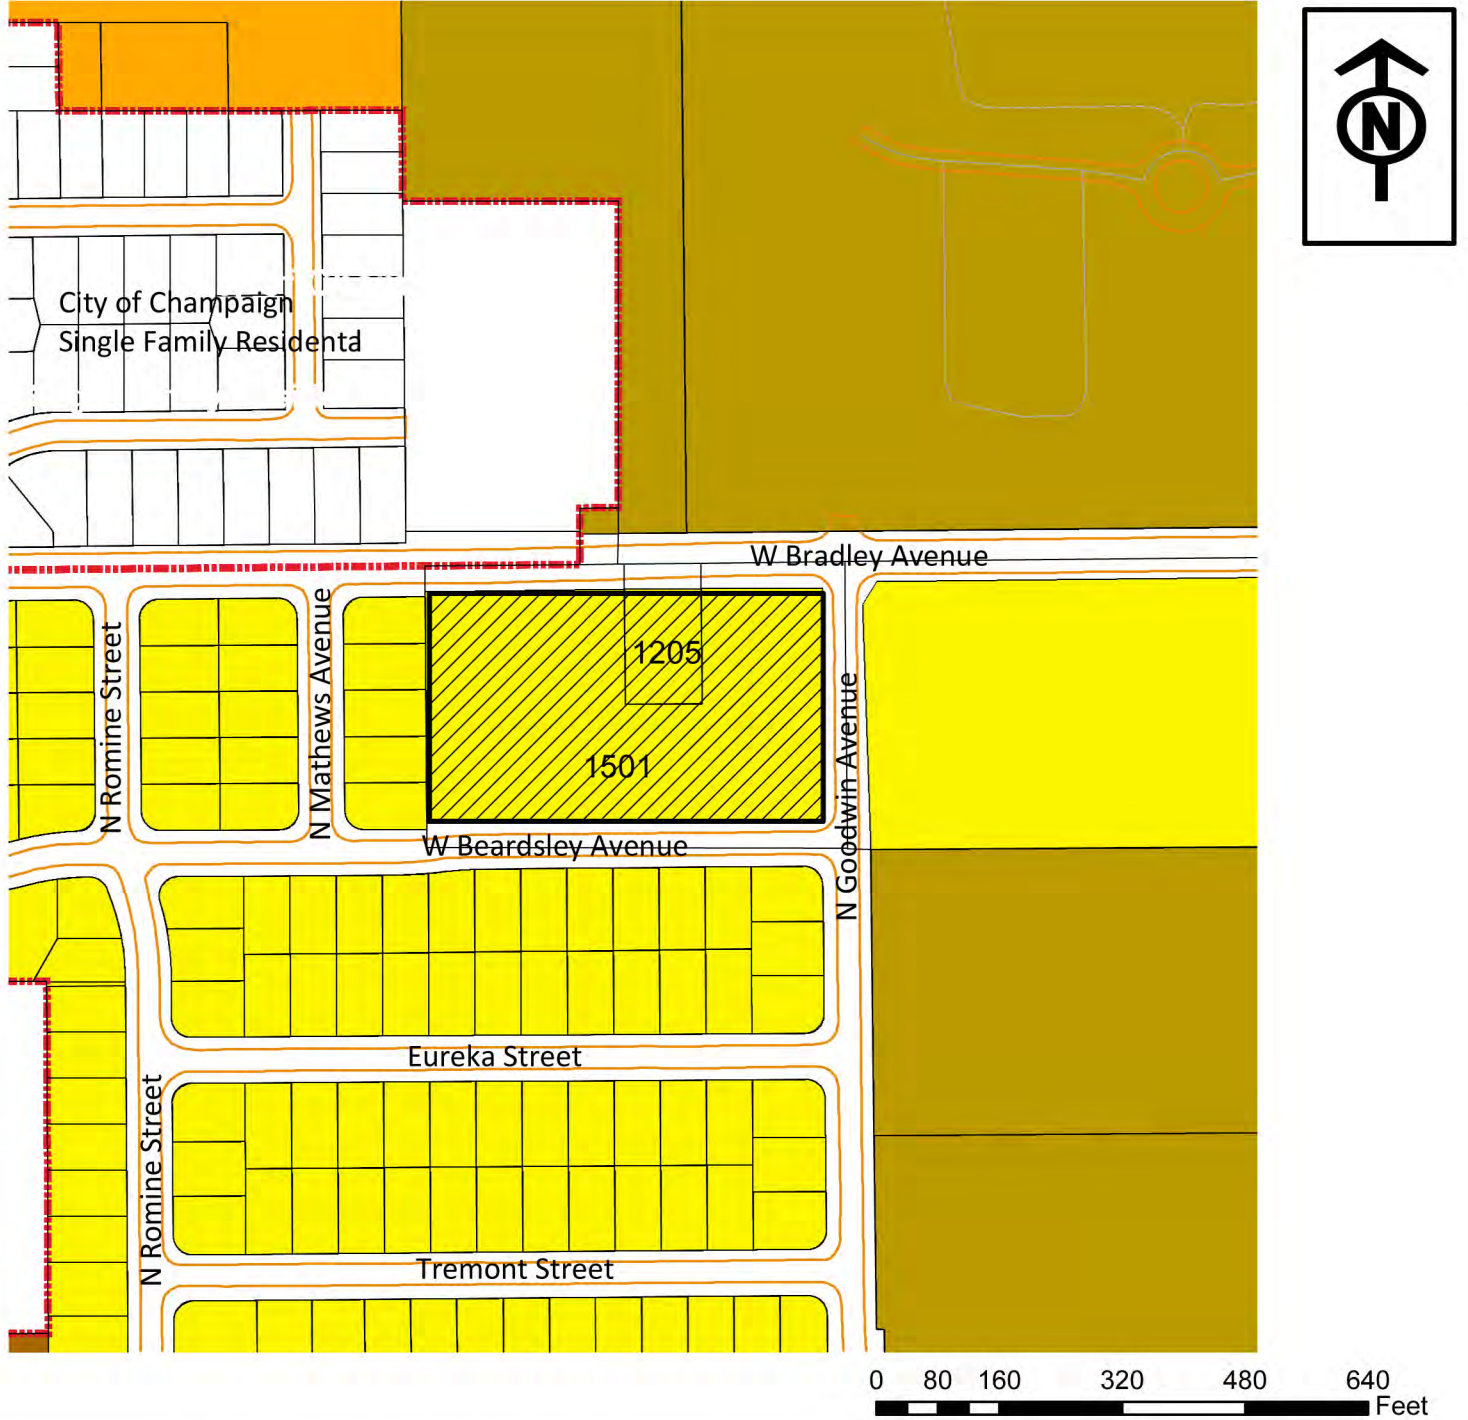 N
City of Champaign
Single Family Residental
W Bradley Avenue
N Romine Street
N Mathews Avenue
1205
1501
N Goodwin Avenue
W Beardsley Avenue
Eureka Street
N Romine Street
Tremont Street
0 80 160 320 480 640
Feet